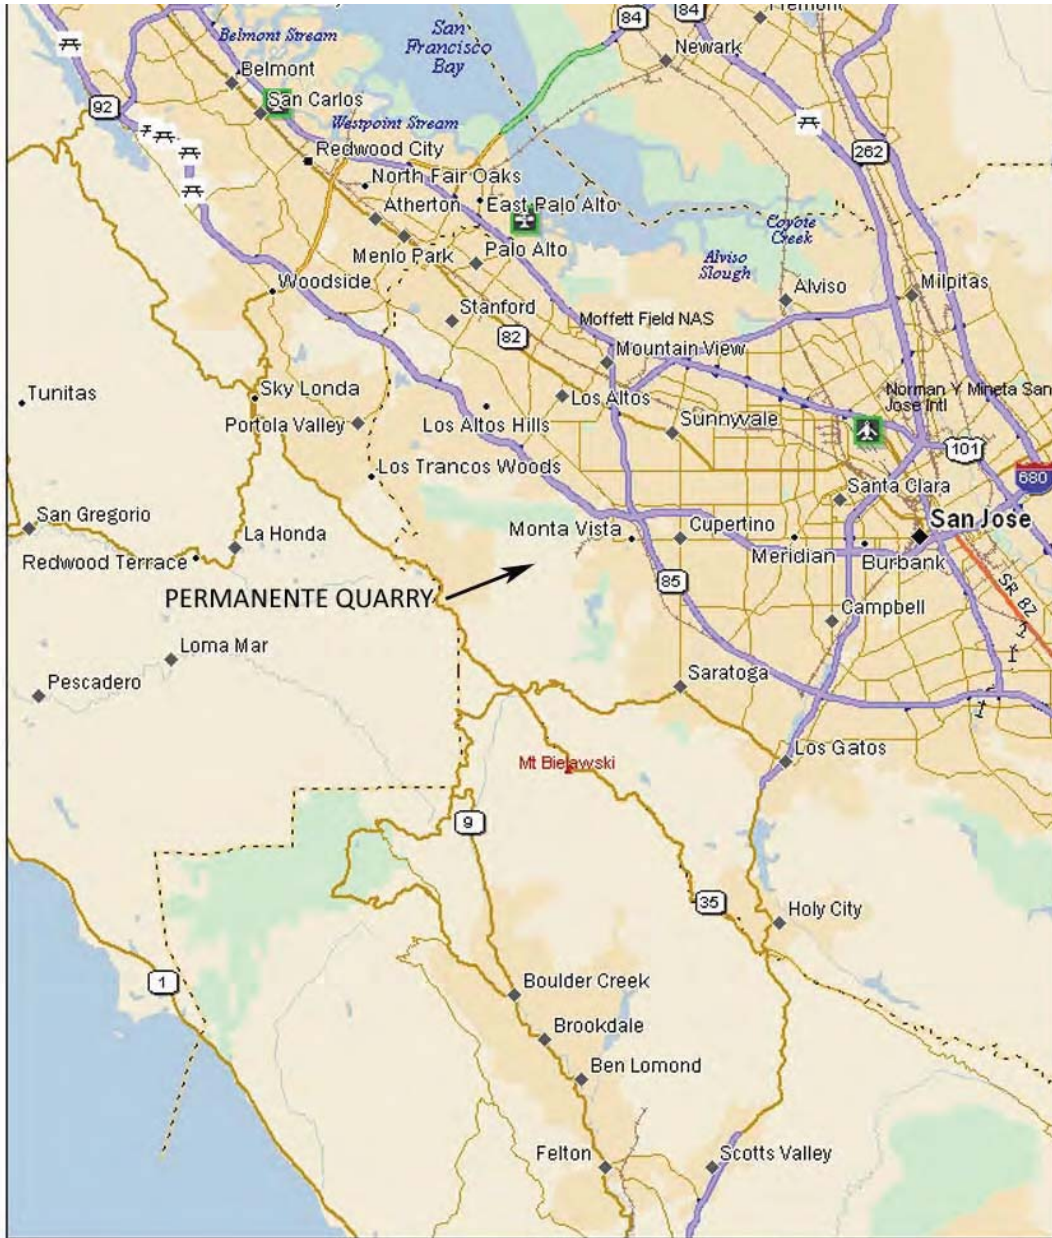 84
84
Fremont
Belmont Stream
San
Francisco
Bay
Newark
Belmont
San Carlos
92
Westpoint Stream
262
Redwood City
North Fair Oaks
Atherton
East Palo Alto
Menlo Park
Palo Alto
Coyote
Creek
Alviso
Slough
Woodside
Alviso
Milpitas
Stanford
Moffett Field NAS
82
Mountain View
Tunitas
Sky Londa
Los Altos
Norman Y Mineta San
Jose Intl
Portola Valley
Los Altos Hills
Sunnyvale
101
Los Trancos Woods
680
Santa Clara
San Gregorio
La Honda
Monta Vista
Cupertino
San Jose
Redwood Terrace
Meridian
Burbank
85
SR 82
PERMANENTE QUARRY
Campbell
Loma Mar
Pescadero
Saratoga
Los Gatos
Mt Bielawski
9
35
Holy City
1
Boulder Creek
Brookdale
Ben Lomond
Felton
Scotts Valley